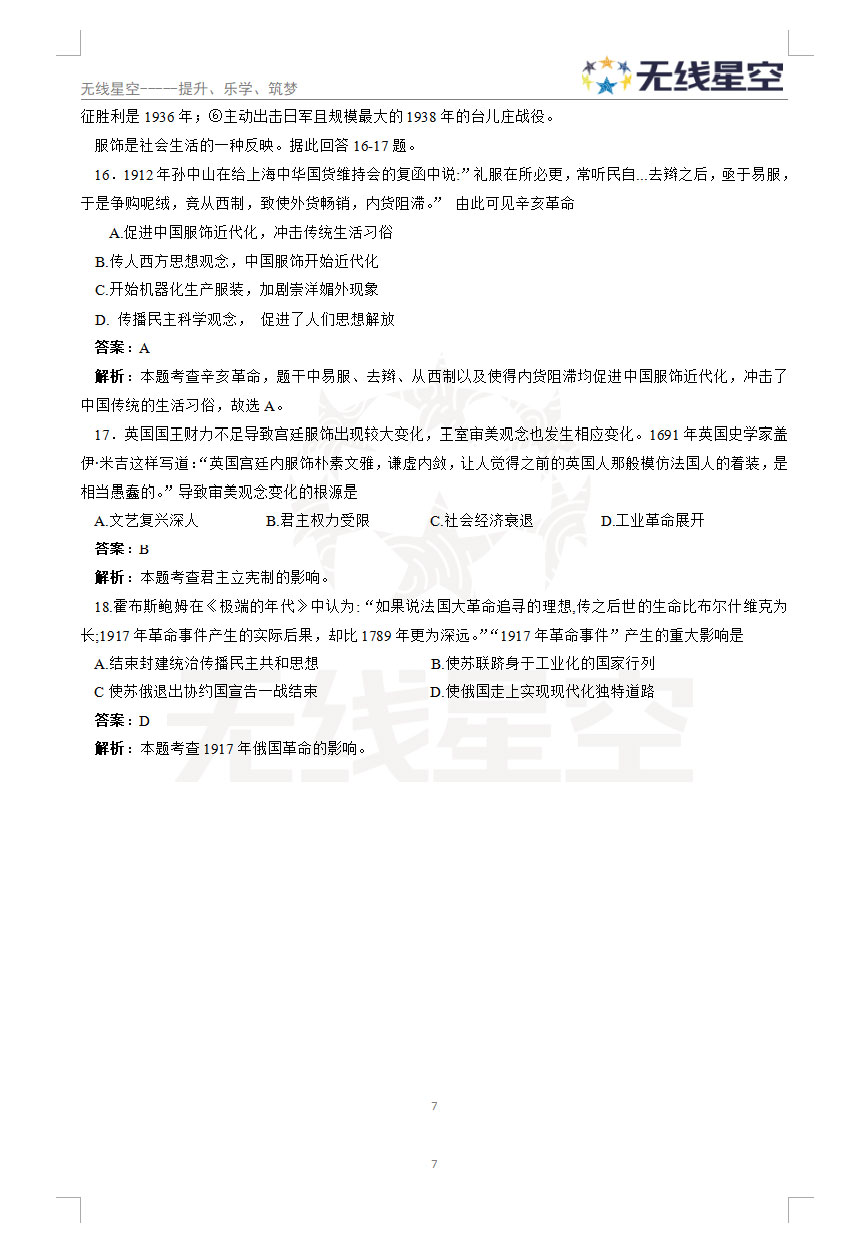 无线星空-----提升、乐学、筑梦
无线星空
征胜利是 1936 年；⑥主动出击日军且规模最大的 1938 年的台儿庄战役。
服饰是社会生活的一种反映。据此回答 16-17 题。
16．1912 年孙中山在给上海中华国货维持会的复函中说:”礼服在所必更，常听民自...去辫之后，亟于易服，
于是争购呢绒，竞从西制，致使外货畅销，内货阻滞。” 由此可见辛亥革命
A.促进中国服饰近代化，冲击传统生活习俗
B.传人西方思想观念，中国服饰开始近代化
C.开始机器化生产服装，加剧崇洋媚外现象
D. 传播民主科学观念， 促进了人们思想解放
答案：A
解析：本题考查辛亥革命，题干中易服、去辫、从西制以及使得内货阻滞均促进中国服饰近代化，冲击了
中国传统的生活习俗，故选 A。
17．英国国王财力不足导致宫廷服饰出现较大变化，王室审美观念也发生相应变化。1691 年英国史学家盖
伊·米吉这样写道：“英国宫廷内服饰朴素文雅，谦虚内敛，让人觉得之前的英国人那般模仿法国人的着装，是
相当愚蠢的。”导致审美观念变化的根源是
A.文艺复兴深人 B.君主权力受限 C.社会经济衰退 D.工业革命展开
答案：B
解析：本题考查君主立宪制的影响。
18.霍布斯鲍姆在《极端的年代》中认为:“如果说法国大革命追寻的理想,传之后世的生命比布尔什维克为
长;1917 年革命事件产生的实际后果，却比 1789 年更为深远。”“1917 年革命事件”产生的重大影响是
A.结束封建统治传播民主共和思想 B.使苏联跻身于工业化的国家行列
C 使苏俄退出协约国宣告一战结束 D.使俄国走上实现现代化独特道路
答案：D
解析：本题考查 1917 年俄国革命的影响。
无线星空
7
7